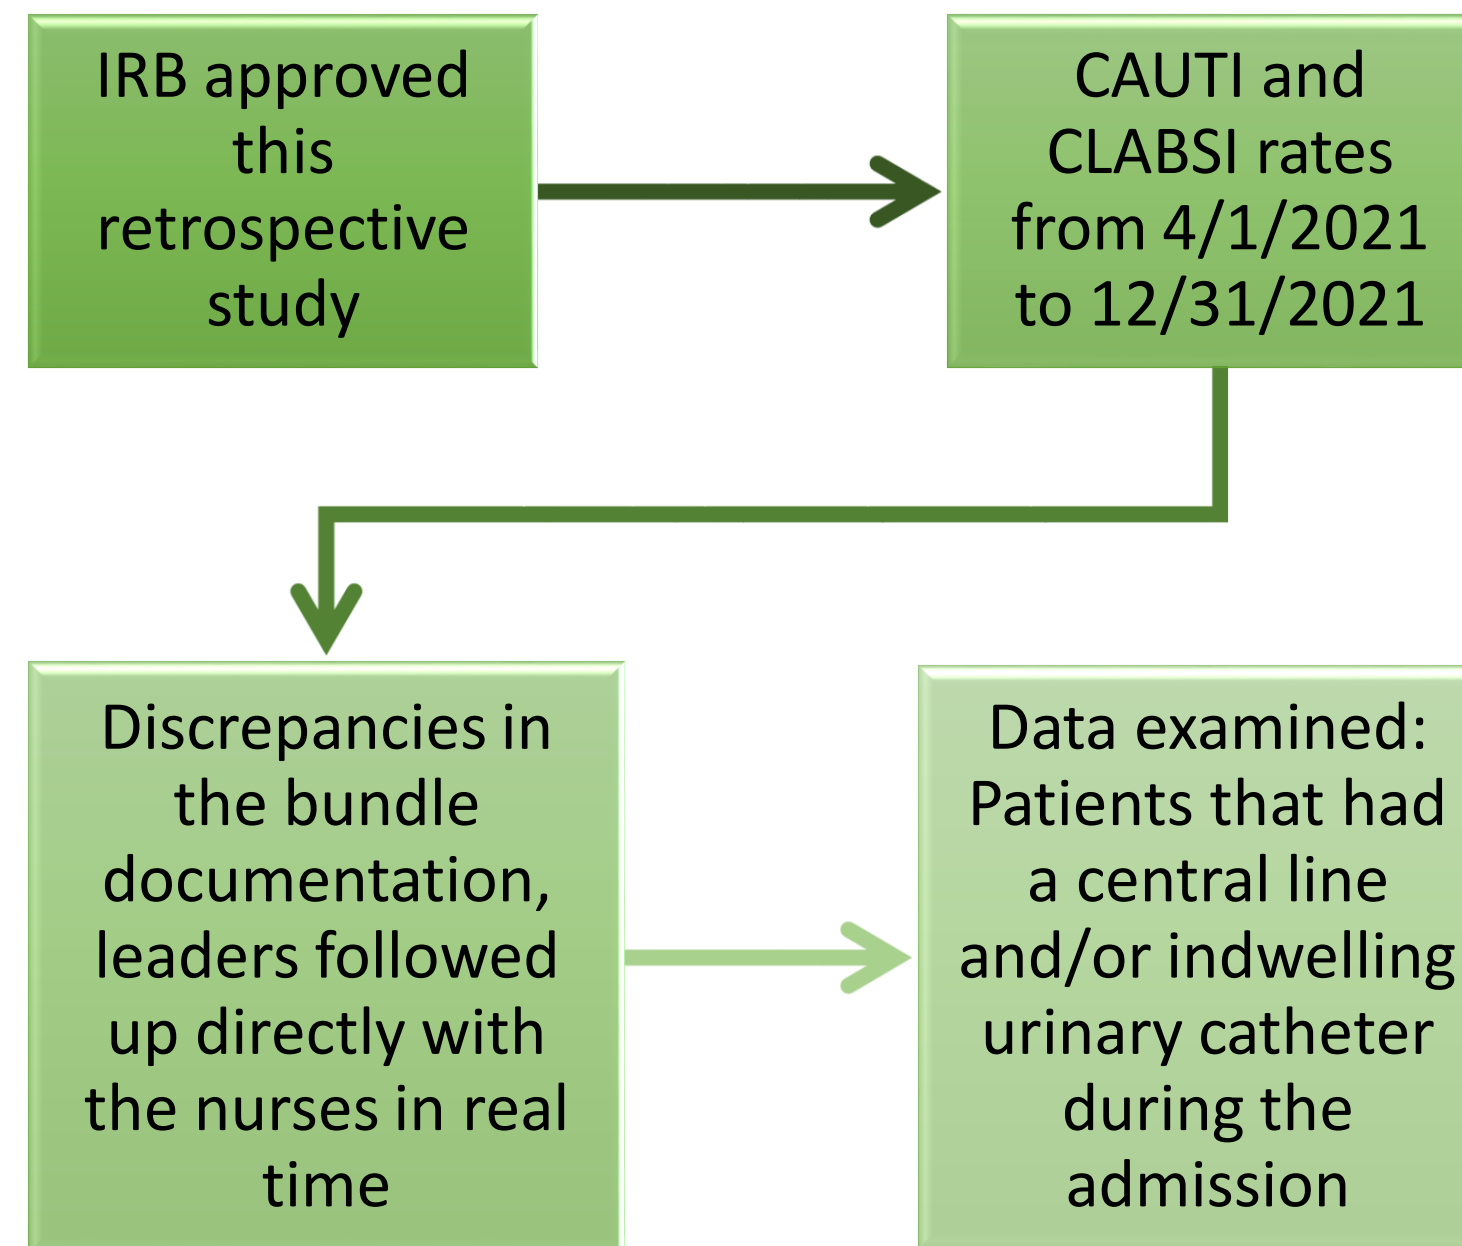 IRB approved
this
retrospective
study
CAUTI and
CLABSI rates
from 4/1/2021
to 12/31/2021
Discrepancies in
the bundle
documentation,
leaders followed
up directly with
the nurses in real
time
Data examined:
Patients that had
a central line
and/or indwelling
urinary catheter
during the
admission